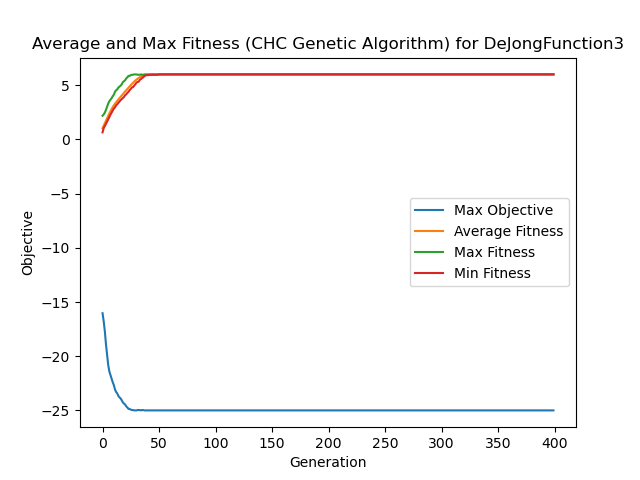 Average and Max Fitness (CHC Genetic Algorithm) for DeJongFunction3
5
0
−5
−10
−15
−20
−25
Objective
Max Objective
Average Fitness
Max Fitness
Min Fitness
0 50 100 150 200 250 300 350 400
Generation